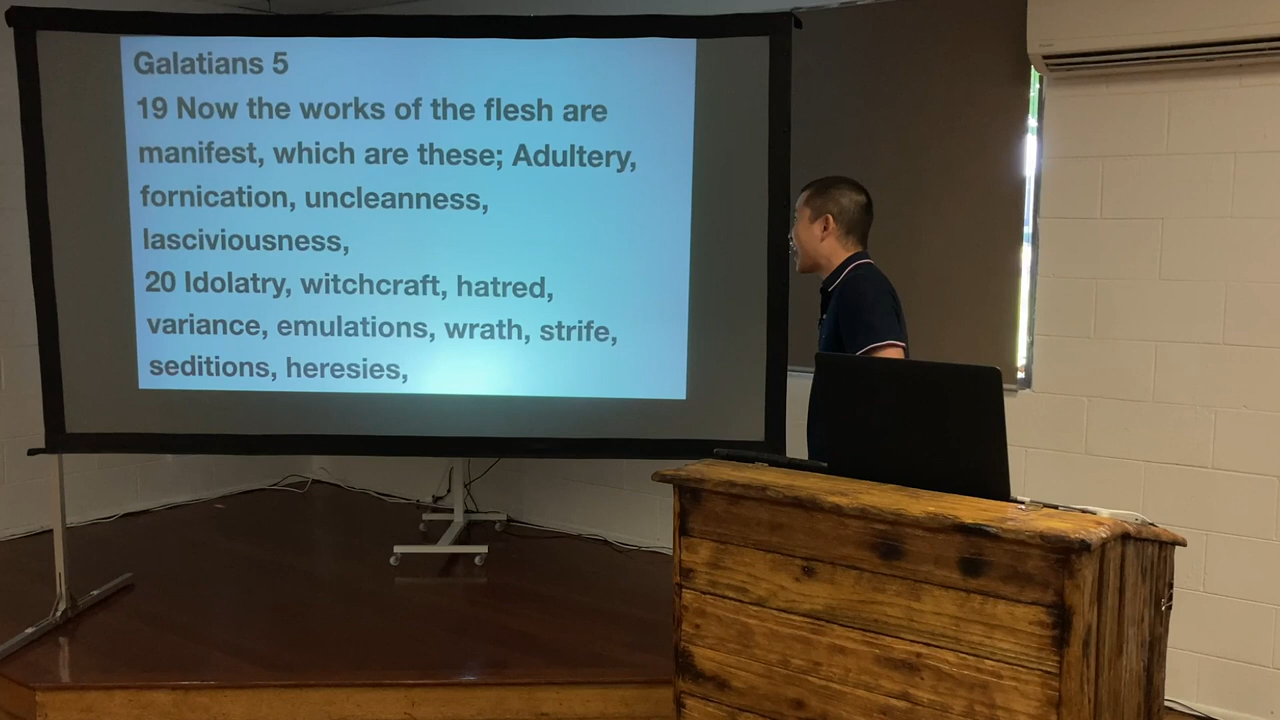 Galatians 5
19 Now the works of the flesh are
manifest, which are these; Adultery,
fornication, uncleanness,
lasciviousness,
20 Idolatry, witchcraft, hatred,
variance, emulations, wrath, strife,
seditions, heresies,